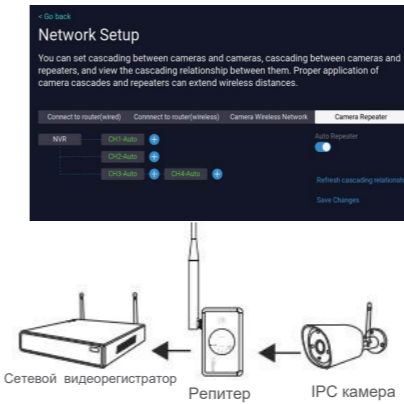 < Go back
Network Setup
You can set cascading between cameras and cameras, cascading between cameras and
repeaters, and view the cascading relationship between them. Proper application of
camera cascades and repeaters can extend wireless distances.
Connect to router(wired) Connnect to router(wireless) Camera Wireless Network Camera Repeater
NVR CH1-Auto Auto Repeater
CH2-Auto
CH3-Auto CH4-Auto
Refresh cascading relationsh
Save Changes
Сетевой видеорегистратор
Репитер
IPC камера